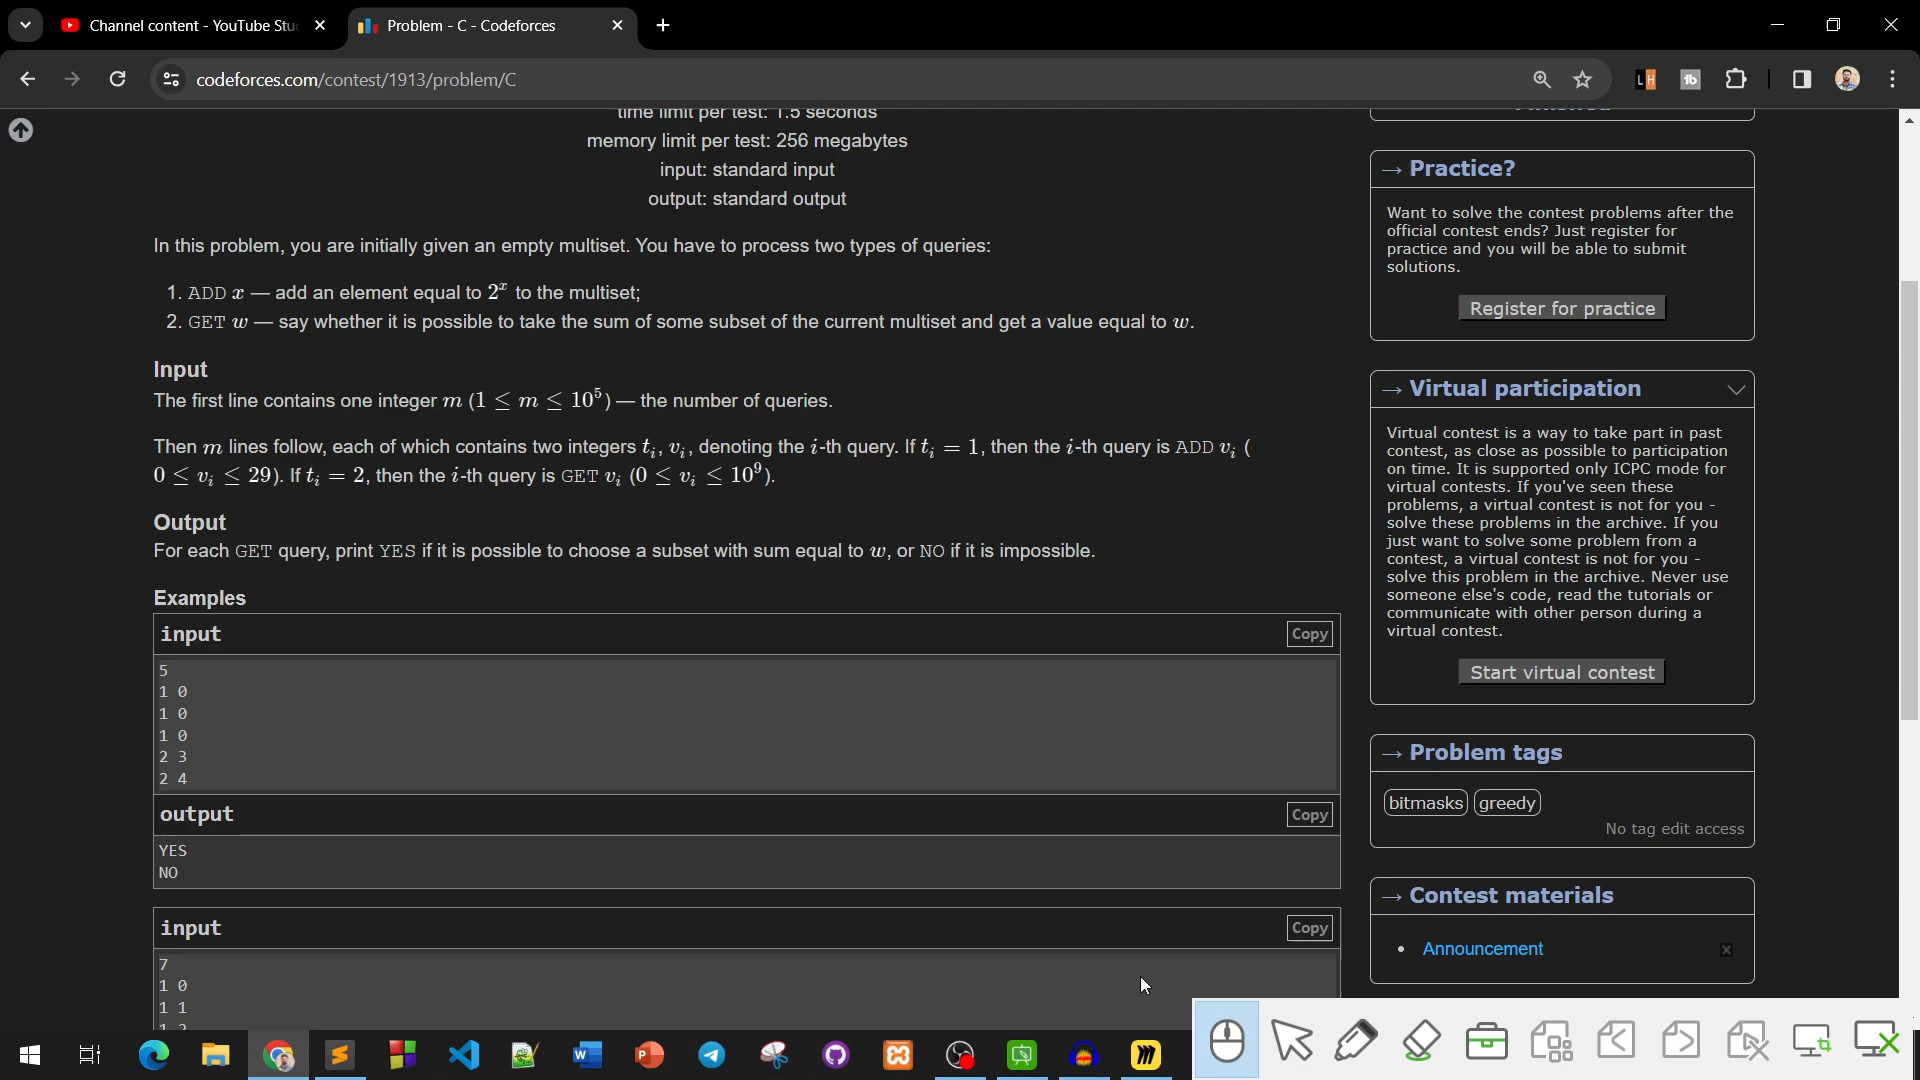 Channel content - YouTube Stu
Problem - C - Codeforces
codeforces.com/contest/1913/problem/C
time limit per test: 1.5 seconds
memory limit per test: 256 megabytes
input: standard input
output: standard output
In this problem, you are initially given an empty multiset. You have to process two types of queries:
1. ADD x — add an element equal to 2^x to the multiset;
2. GET w — say whether it is possible to take the sum of some subset of the current multiset and get a value equal to w.
Input
The first line contains one integer m (1 ≤ m ≤ 10^5) — the number of queries.
Then m lines follow, each of which contains two integers t_i, v_i, denoting the i-th query. If t_i = 1, then the i-th query is ADD v_i (
0 ≤ v_i ≤ 29). If t_i = 2, then the i-th query is GET v_i (0 ≤ v_i ≤ 10^9).
Output
For each GET query, print YES if it is possible to choose a subset with sum equal to w, or NO if it is impossible.
Examples
input
Copy
5
1 0
1 0
1 0
2 3
2 4
output
Copy
YES
NO
input
Copy
7
1 0
1 1
1 2
→ Practice?
Want to solve the contest problems after the
official contest ends? Just register for
practice and you will be able to submit
solutions.
Register for practice
→ Virtual participation
Virtual contest is a way to take part in past
contest, as close as possible to participation
on time. It is supported only ICPC mode for
virtual contests. If you've seen these
problems, a virtual contest is not for you -
solve these problems in the archive. If you
just want to solve some problem from a
contest, a virtual contest is not for you -
solve this problem in the archive. Never use
someone else's code, read the tutorials or
communicate with other person during a
virtual contest.
Start virtual contest
→ Problem tags
bitmasks greedy
No tag edit access
→ Contest materials
Announcement